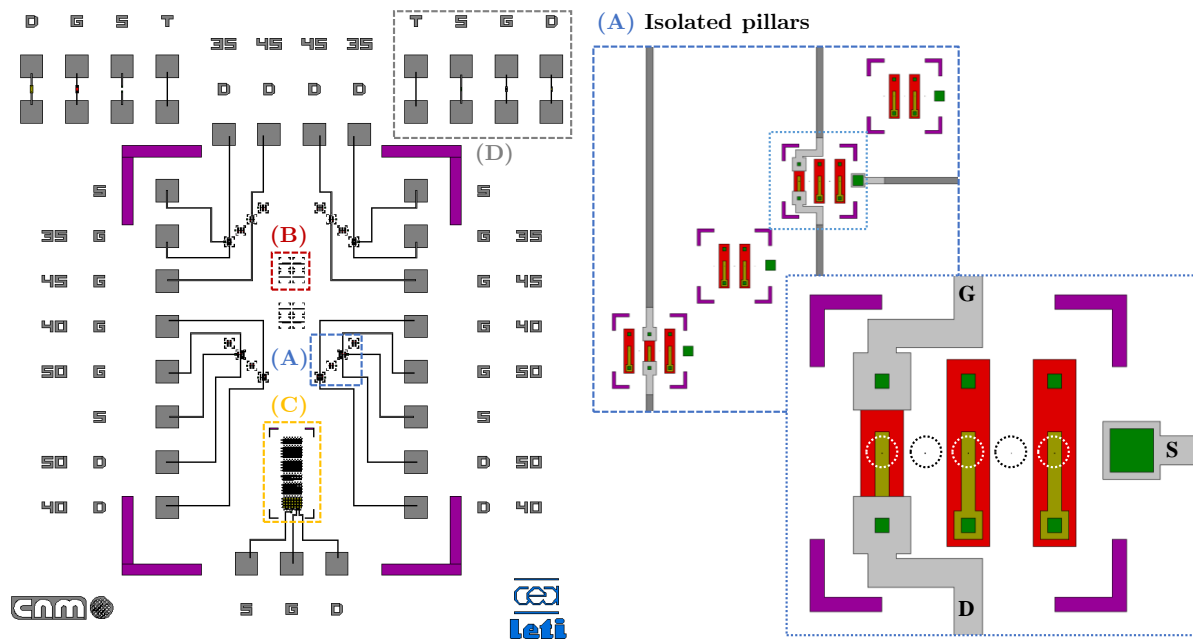 D G S T
35 45 45 35
D D D D
T S G D
(D)
S S
35 G G 35
(B)
45 G G 45
40 G G 40
(A)
50 G G 50
(C)
S S
50 D D 50
40 D D 40
S G D
cnm
cea
leti
(A) Isolated pillars
G
S
D